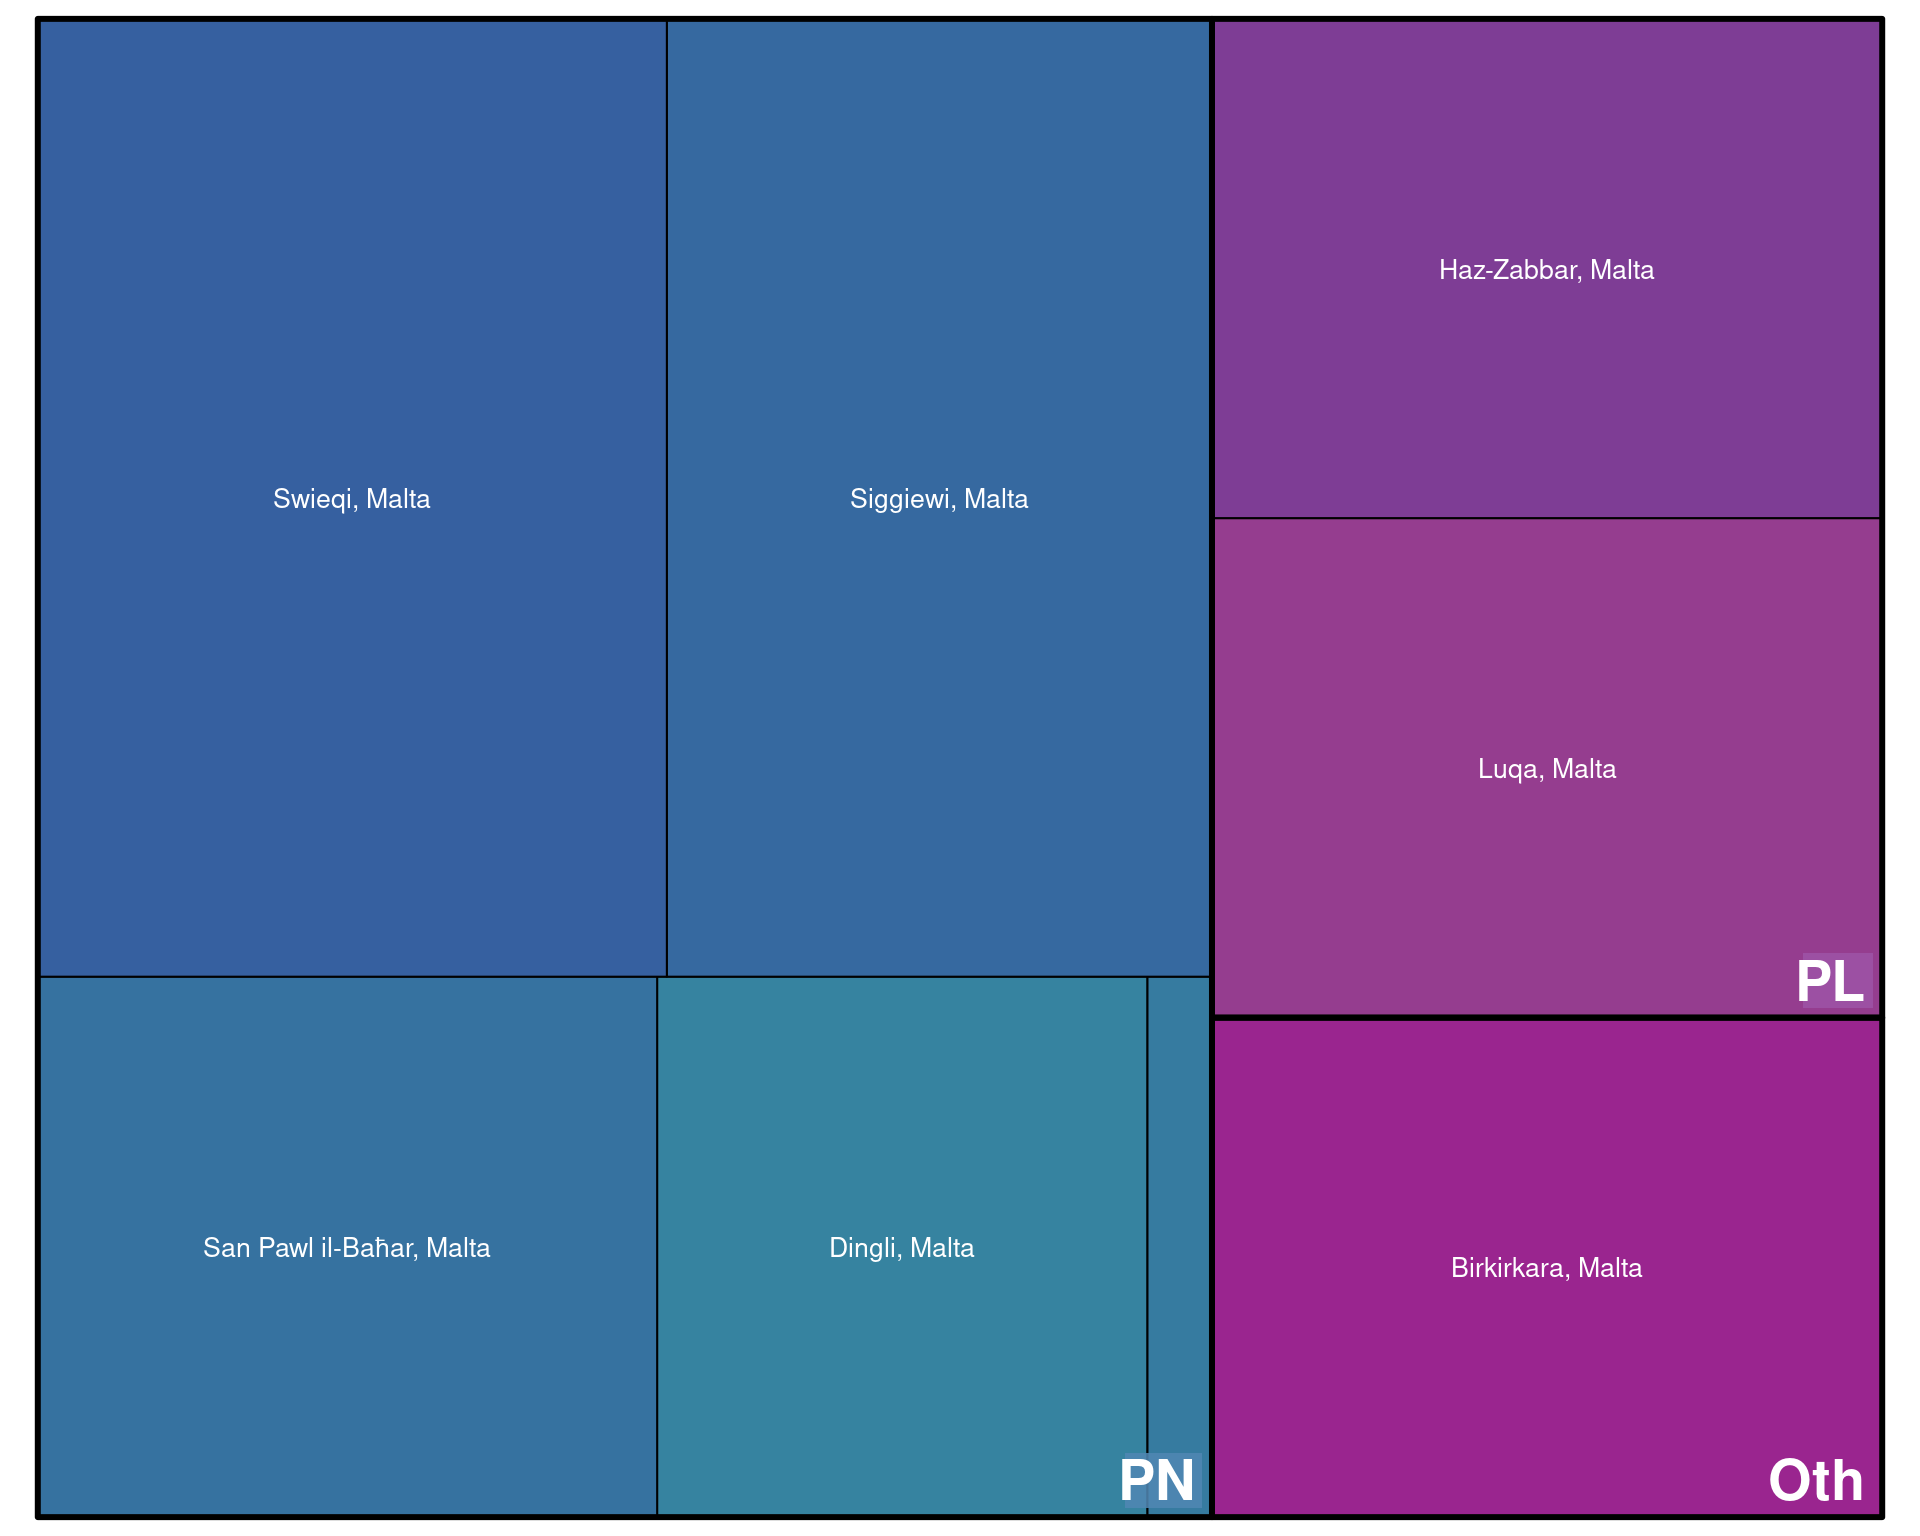 Swieqi, Malta
Siggiewi, Malta
Haz-Zabbar, Malta
Luqa, Malta
PL
San Pawl il-Baħar, Malta
Dingli, Malta
PN
Birkirkara, Malta
Oth